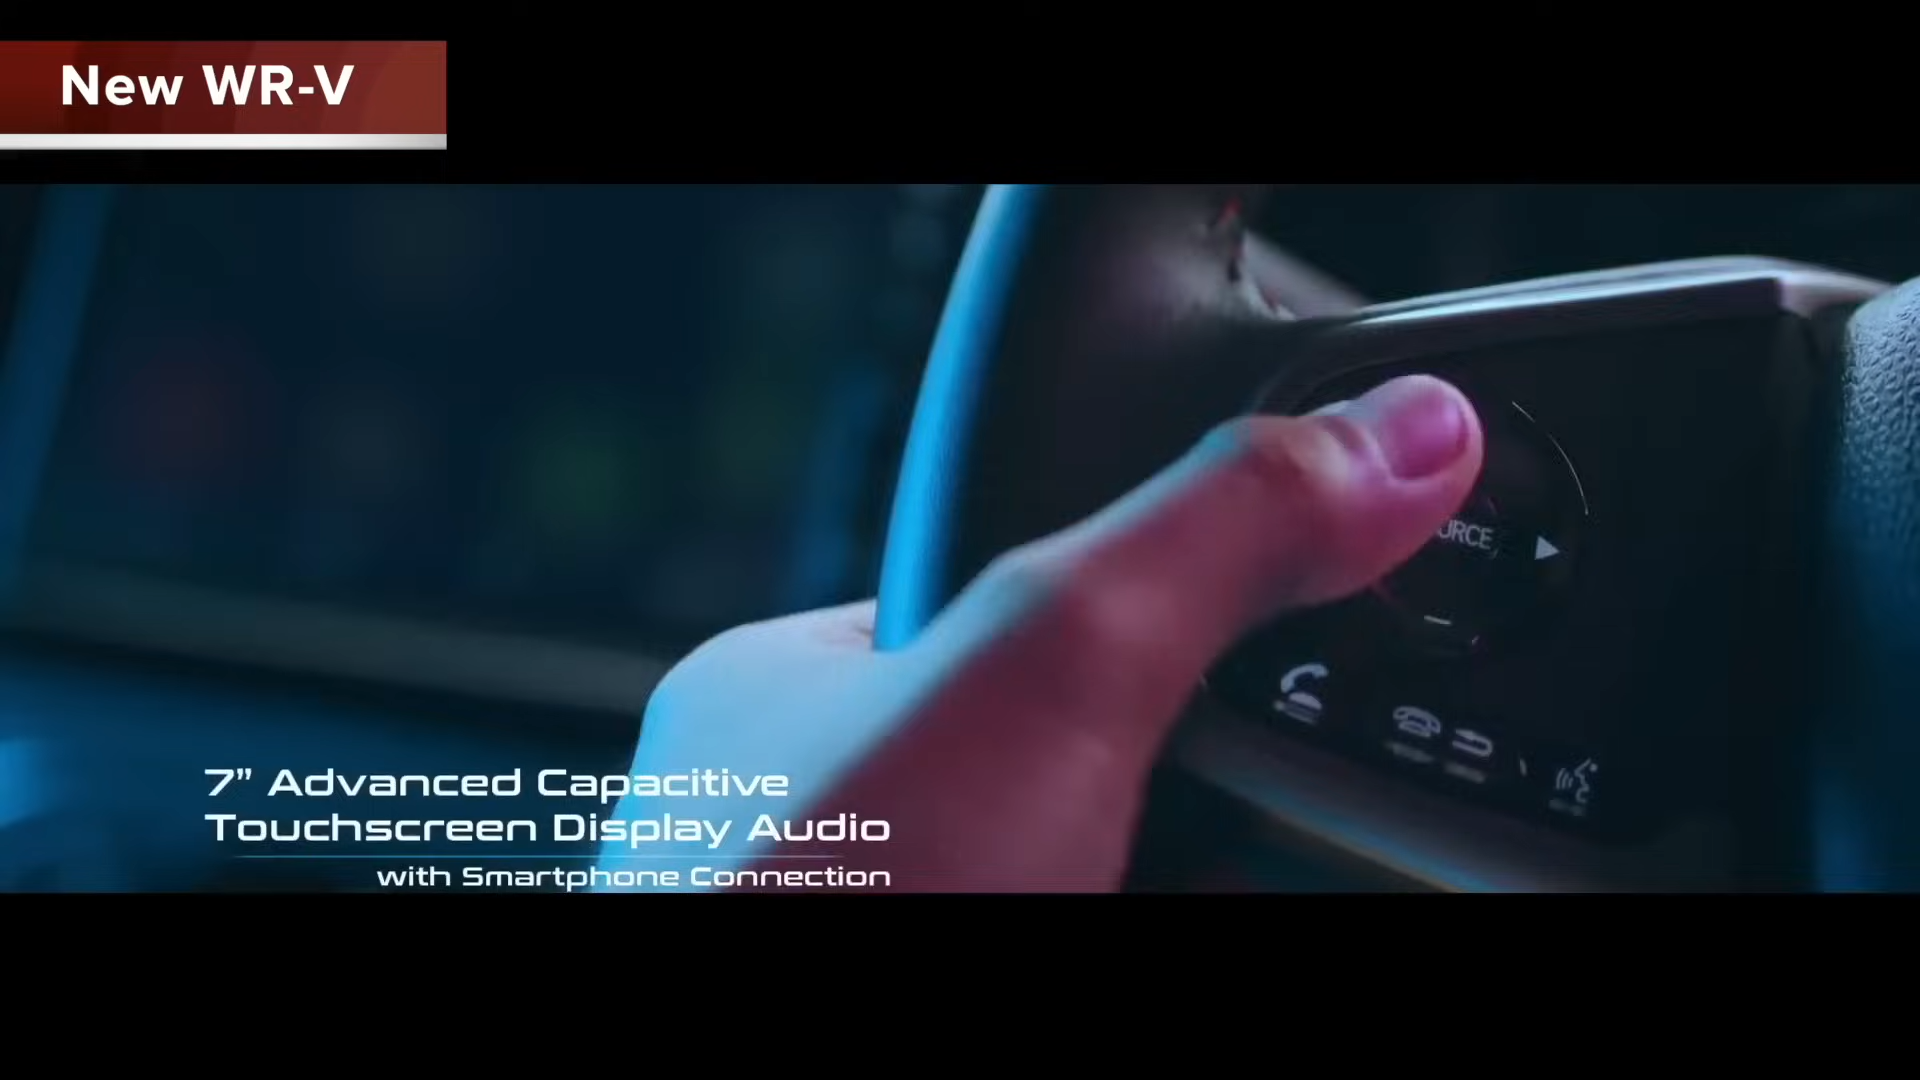 New WR-V
7” Advanced Capacitive
Touchscreen Display Audio
with Smartphone Connection